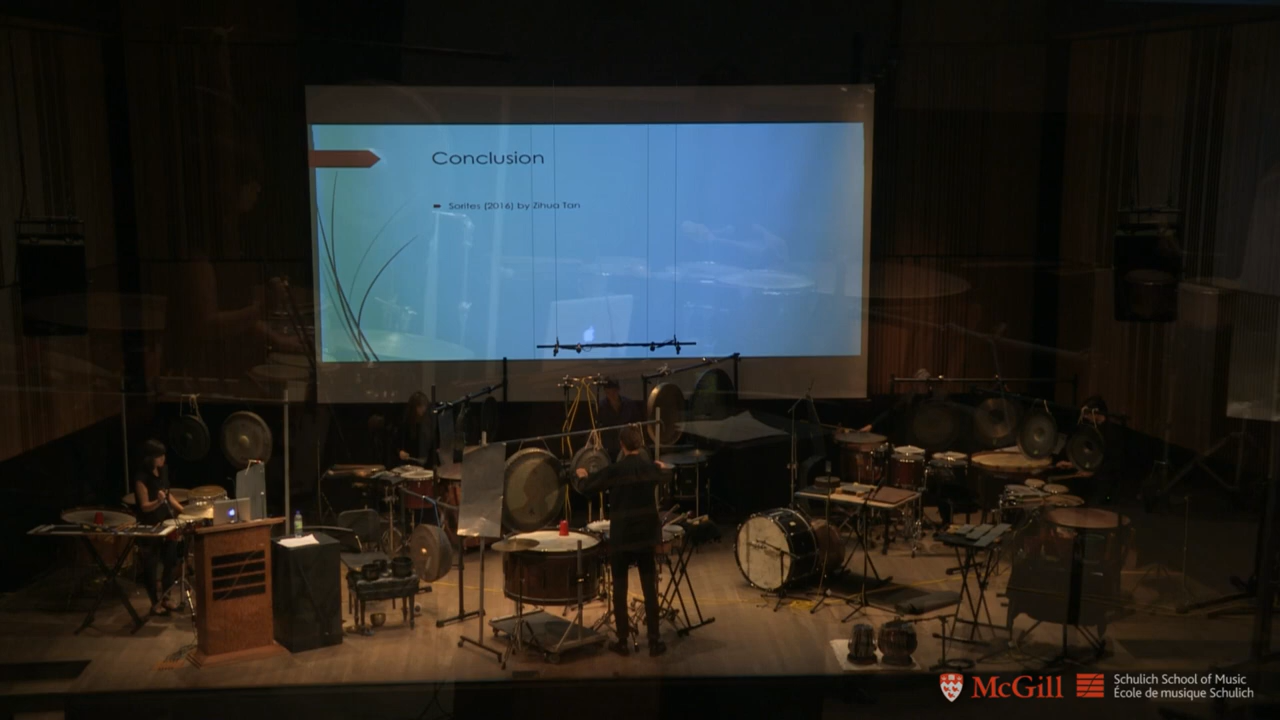 Conclusion
Sorites (2016) by Zihua Tan
McGill
Schulich School of Music
École de musique Schulich